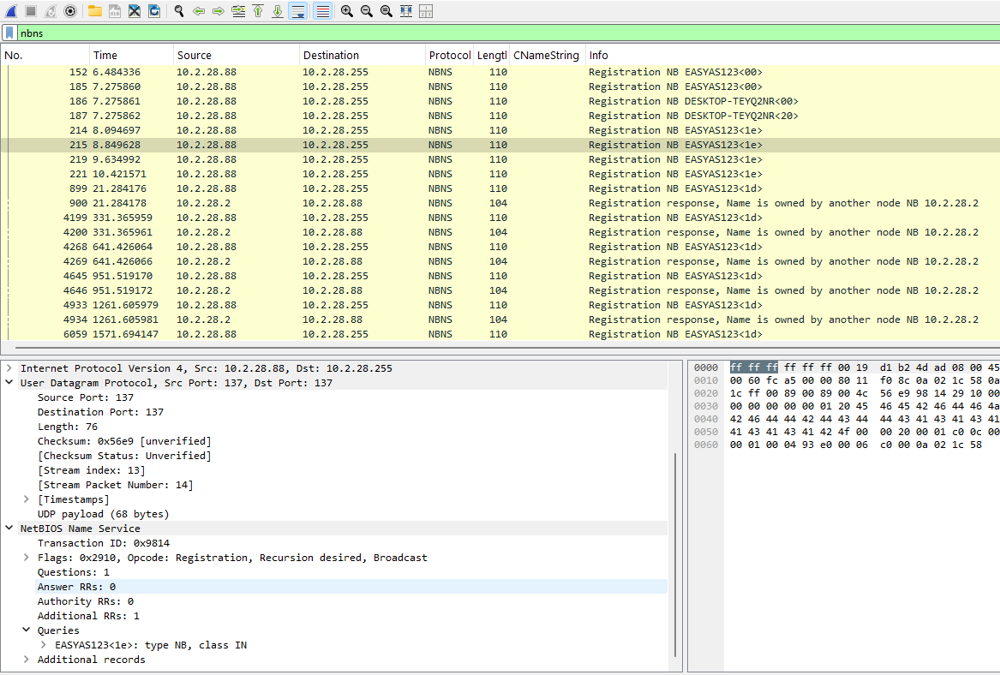 nbns
No. Time Source Destination Protocol Lengtl CNameString Info
152 6.484336 10.2.28.88 10.2.28.255 NBNS 110 Registration NB EASYAS123<00>
185 7.275860 10.2.28.88 10.2.28.255 NBNS 110 Registration NB EASYAS123<00>
186 7.275861 10.2.28.88 10.2.28.255 NBNS 110 Registration NB DESKTOP-TEYQ2NR<00>
187 7.275862 10.2.28.88 10.2.28.255 NBNS 110 Registration NB DESKTOP-TEYQ2NR<20>
214 8.094697 10.2.28.88 10.2.28.255 NBNS 110 Registration NB EASYAS123<1e>
215 8.849628 10.2.28.88 10.2.28.255 NBNS 110 Registration NB EASYAS123<1e>
219 9.634992 10.2.28.88 10.2.28.255 NBNS 110 Registration NB EASYAS123<1e>
221 10.421571 10.2.28.88 10.2.28.255 NBNS 110 Registration NB EASYAS123<1e>
899 21.284176 10.2.28.88 10.2.28.255 NBNS 110 Registration NB EASYAS123<1d>
900 21.284178 10.2.28.2 10.2.28.88 NBNS 104 Registration response, Name is owned by another node NB 10.2.28.2
4199 331.365959 10.2.28.88 10.2.28.255 NBNS 110 Registration NB EASYAS123<1d>
4200 331.365961 10.2.28.2 10.2.28.88 NBNS 104 Registration response, Name is owned by another node NB 10.2.28.2
4268 641.426064 10.2.28.88 10.2.28.255 NBNS 110 Registration NB EASYAS123<1d>
4269 641.426066 10.2.28.2 10.2.28.88 NBNS 104 Registration response, Name is owned by another node NB 10.2.28.2
4645 951.519170 10.2.28.88 10.2.28.255 NBNS 110 Registration NB EASYAS123<1d>
4646 951.519172 10.2.28.2 10.2.28.88 NBNS 104 Registration response, Name is owned by another node NB 10.2.28.2
4933 1261.605979 10.2.28.88 10.2.28.255 NBNS 110 Registration NB EASYAS123<1d>
4934 1261.605981 10.2.28.2 10.2.28.88 NBNS 104 Registration response, Name is owned by another node NB 10.2.28.2
6059 1571.694147 10.2.28.88 10.2.28.255 NBNS 110 Registration NB EASYAS123<1d>
Internet Protocol Version 4, Src: 10.2.28.88, Dst: 10.2.28.255
User Datagram Protocol, Src Port: 137, Dst Port: 137
Source Port: 137
Destination Port: 137
Length: 76
Checksum: 0x56e9 [unverified]
[Checksum Status: Unverified]
[Stream index: 13]
[Stream Packet Number: 14]
[Timestamps]
UDP payload (68 bytes)
NetBIOS Name Service
Transaction ID: 0x9814
Flags: 0x2910, Opcode: Registration, Recursion desired, Broadcast
Questions: 1
Answer RRs: 0
Authority RRs: 0
Additional RRs: 1
Queries
EASYAS123<1e>: type NB, class IN
Additional records
0000 ff ff ff ff ff ff 00 19 d1 b2 4d ad 08 00 45
0010 00 60 fc a5 00 00 80 11 f0 8c 0a 02 1c 58 0a
0020 1c ff 00 89 00 89 00 4c 56 e9 98 14 29 10 00
0030 00 00 00 00 00 01 20 45 46 45 42 46 44 46 4a
0040 42 46 44 44 42 44 43 44 44 43 41 43 41 43 41
0050 41 43 41 43 41 42 4f 00 00 20 00 01 c0 0c 00
0060 00 01 00 04 93 e0 00 06 c0 00 0a 02 1c 58